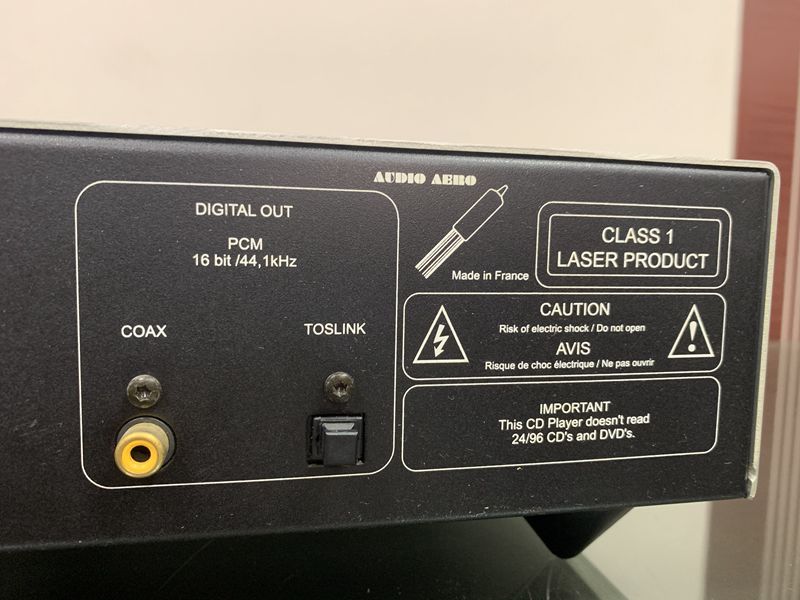 AUDIO AERO
DIGITAL OUT
PCM
16 bit /44,1kHz
COAX
TOSLINK
Made in France
CLASS 1
LASER PRODUCT
CAUTION
Risk of electric shock / Do not open
AVIS
Risque de choc électrique / Ne pas ouvrir
IMPORTANT
This CD Player doesn't read
24/96 CD's and DVD's.